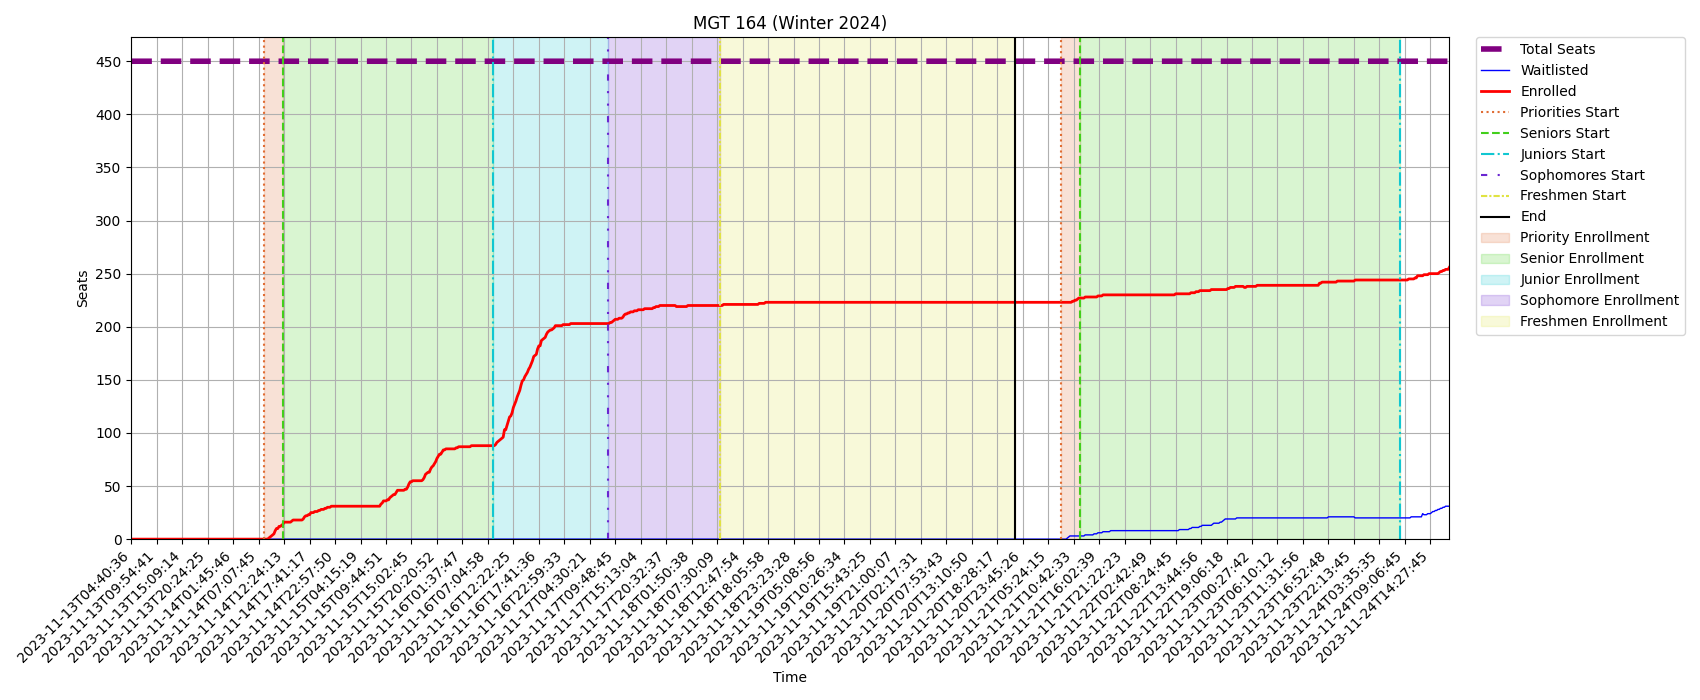 MGT 164 (Winter 2024)
Seats
450
400
350
300
250
200
150
100
50
0
2023-11-13T04:40:36
2023-11-13T09:54:41
2023-11-13T15:09:14
2023-11-13T20:24:25
2023-11-14T01:45:46
2023-11-14T07:07:45
2023-11-14T12:24:13
2023-11-14T17:41:17
2023-11-14T22:57:50
2023-11-15T04:15:19
2023-11-15T09:44:51
2023-11-15T15:02:45
2023-11-15T20:20:52
2023-11-16T01:37:47
2023-11-16T07:04:58
2023-11-16T12:22:25
2023-11-16T17:41:36
2023-11-16T22:59:33
2023-11-17T04:30:21
2023-11-17T09:48:45
2023-11-17T15:13:04
2023-11-17T20:32:37
2023-11-18T01:50:38
2023-11-18T07:30:09
2023-11-18T12:47:54
2023-11-18T18:05:58
2023-11-18T23:23:28
2023-11-19T05:08:56
2023-11-19T10:26:34
2023-11-19T15:43:25
2023-11-19T21:00:07
2023-11-20T02:17:31
2023-11-20T07:53:43
2023-11-20T13:10:50
2023-11-20T18:28:17
2023-11-20T23:45:26
2023-11-21T05:24:15
2023-11-21T10:42:33
2023-11-21T16:02:39
2023-11-21T21:22:23
2023-11-22T02:42:49
2023-11-22T08:24:45
2023-11-22T13:44:56
2023-11-22T19:06:18
2023-11-23T00:27:42
2023-11-23T06:10:12
2023-11-23T11:31:56
2023-11-23T16:52:48
2023-11-23T22:13:45
2023-11-24T03:35:35
2023-11-24T09:06:45
2023-11-24T14:27:45
Time
Total Seats
Waitlisted
Enrolled
Priorities Start
Seniors Start
Juniors Start
Sophomores Start
Freshmen Start
End
Priority Enrollment
Senior Enrollment
Junior Enrollment
Sophomore Enrollment
Freshmen Enrollment